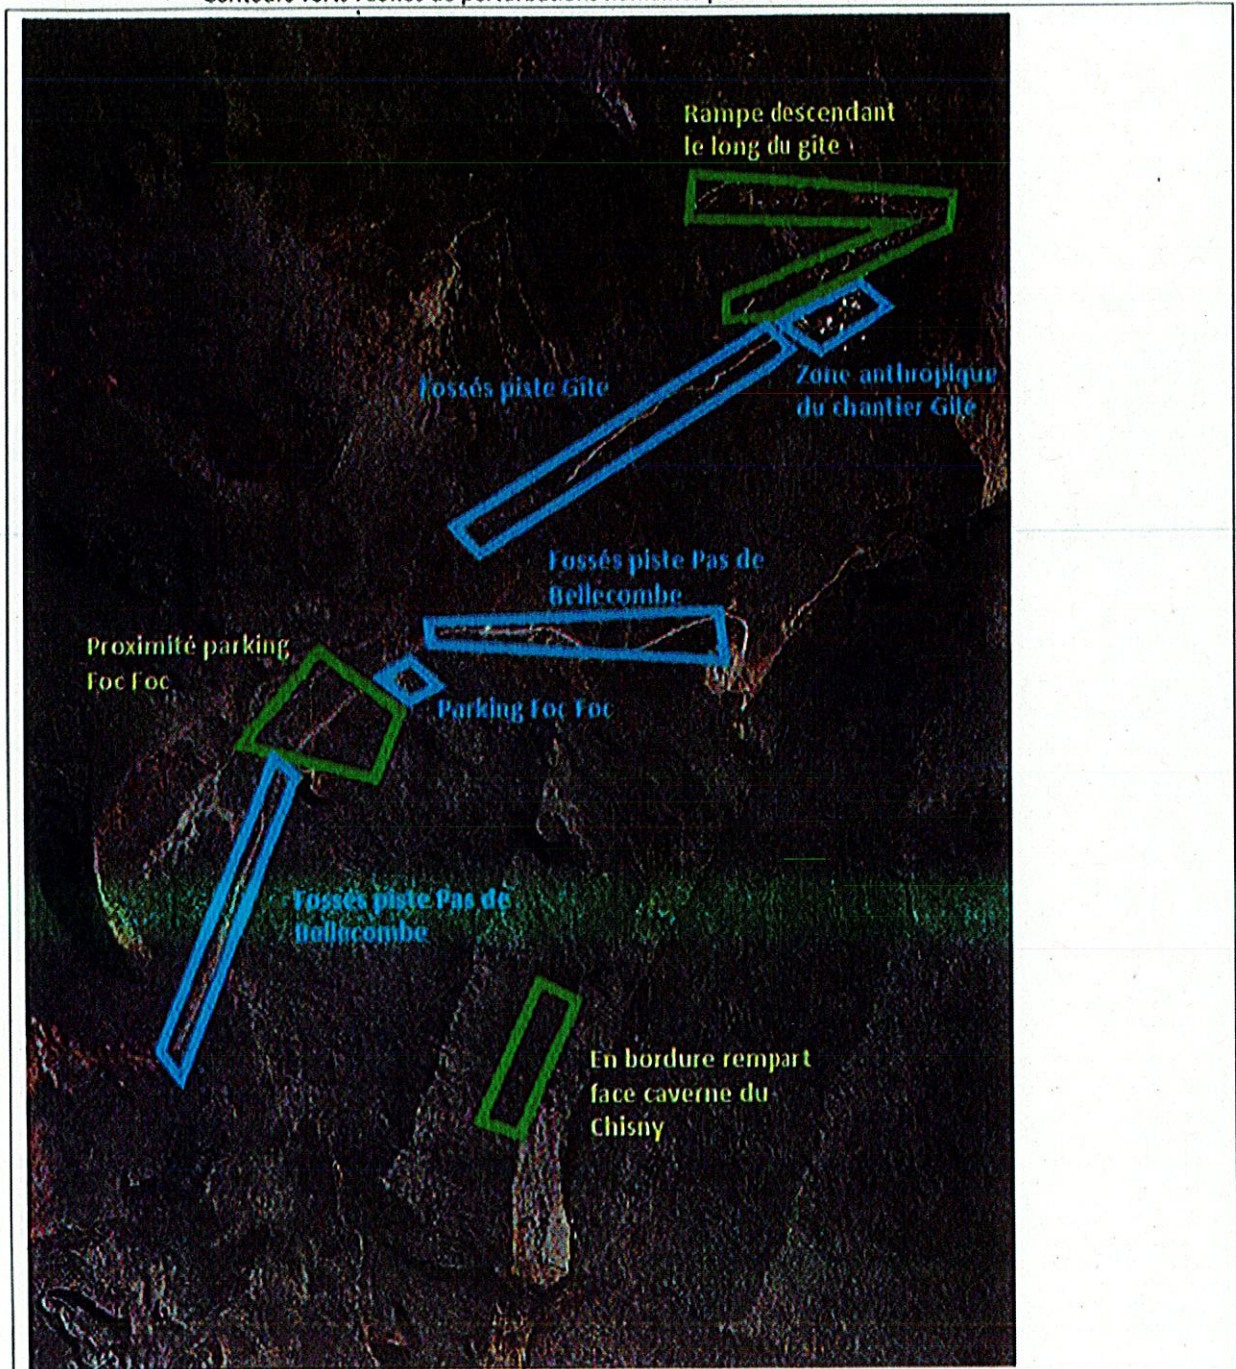 Rampe descendant
le long du gite
Fossés piste Gîte
Zone anthropique
du chantier Gîte
Fossés piste Pas de
Bellecombe
Proximité parking
Foc Foc
Parking Foc Foc
Fossés piste Pas de
Bellecombe
En bordure rempart
face caverne du
Chisny